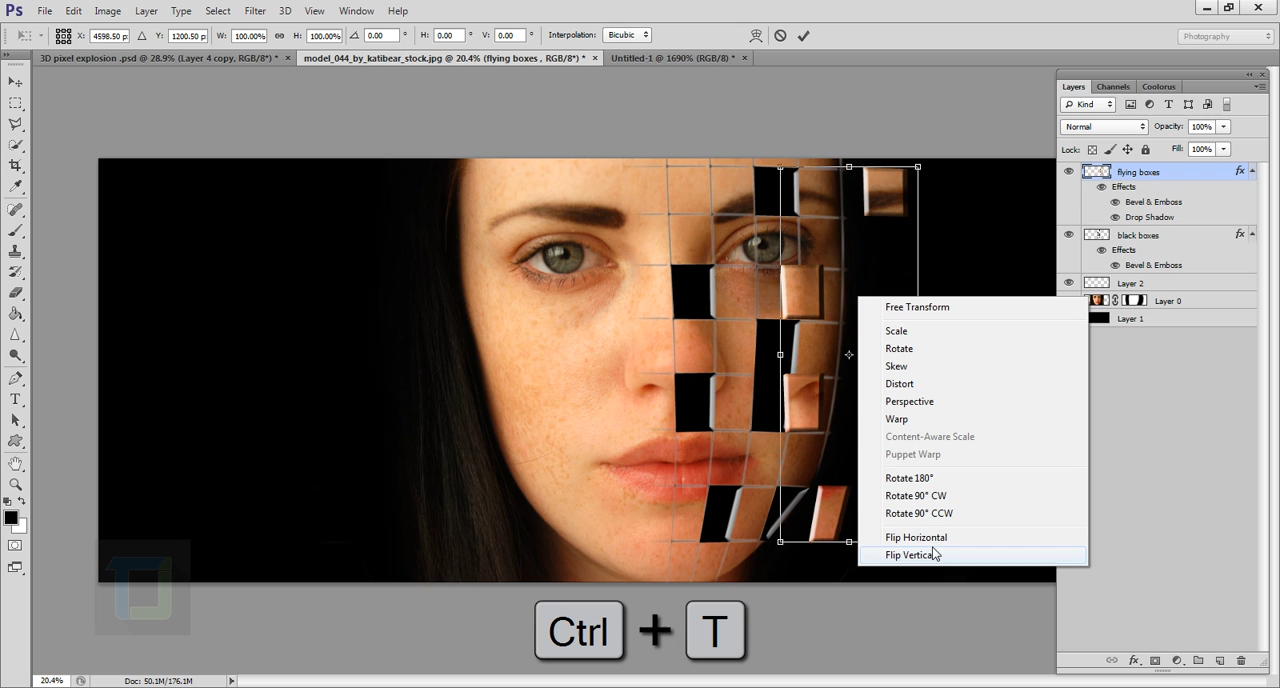 Ps File Edit Image Layer Type Select Filter 3D View Window Help
X: 4598.50 p Y: 1200.50 p W: 100.00% H: 100.00% 0.00 ° H: 0.00 ° V: 0.00 ° Interpolation: Bicubic Photography
3D pixel explosion .psd @ 28.9% (Layer 4 copy, RGB/8*) * × model_044_by_katibear_stock.jpg @ 20.4% (flying boxes , RGB/8*) * × Untitled-1 @ 1690% (RGB/8) * ×
Layers Channels Coolorus
Kind
Normal Opacity: 100%
Lock: Fill: 100%
flying boxes fx
Effects
Bevel & Emboss
Drop Shadow
black boxes fx
Effects
Bevel & Emboss
Layer 2
Layer 0
Layer 1
Free Transform
Scale
Rotate
Skew
Distort
Perspective
Warp
Content-Aware Scale
Puppet Warp
Rotate 180°
Rotate 90° CW
Rotate 90° CCW
Flip Horizontal
Flip Vertical
Ctrl + T
20.4% Doc: 50.1M/176.1M
fx